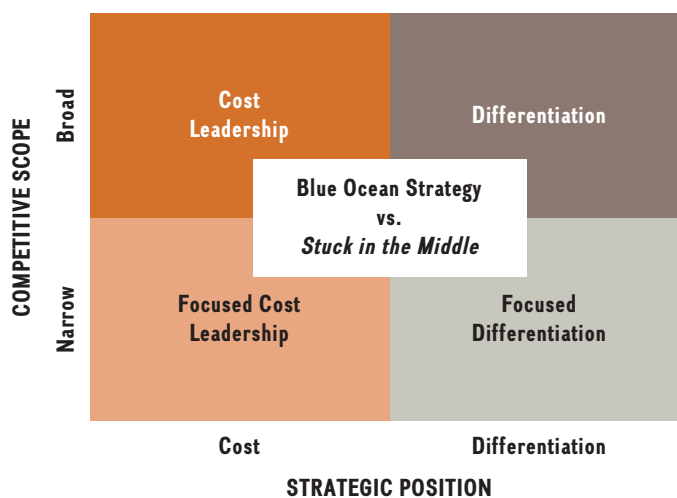 COMPETITIVE SCOPE
Broad
Narrow
Cost
Leadership
Differentiation
Blue Ocean Strategy
vs.
Stuck in the Middle
Focused Cost
Leadership
Focused
Differentiation
Cost
Differentiation
STRATEGIC POSITION